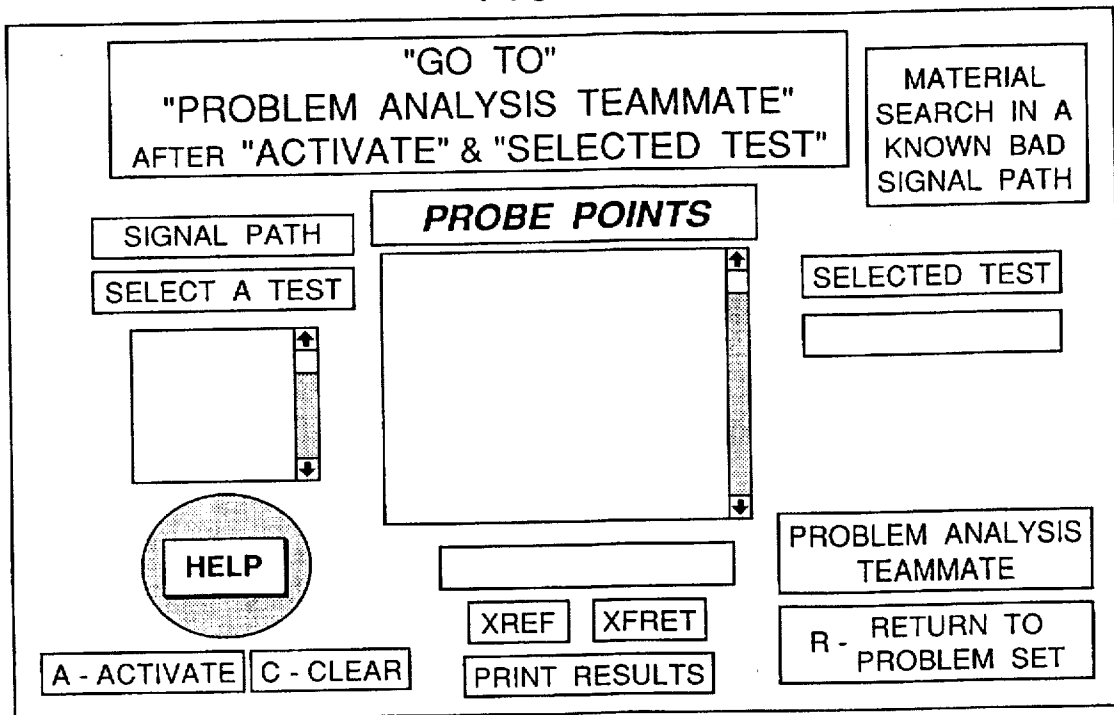 "GO TO"
"PROBLEM ANALYSIS TEAMMATE"
AFTER "ACTIVATE" & "SELECTED TEST"
MATERIAL
SEARCH IN A
KNOWN BAD
SIGNAL PATH
SIGNAL PATH
PROBE POINTS
SELECT A TEST
SELECTED TEST
HELP
PROBLEM ANALYSIS
TEAMMATE
XREF
XFRET
R - RETURN TO
PROBLEM SET
A - ACTIVATE
C - CLEAR
PRINT RESULTS